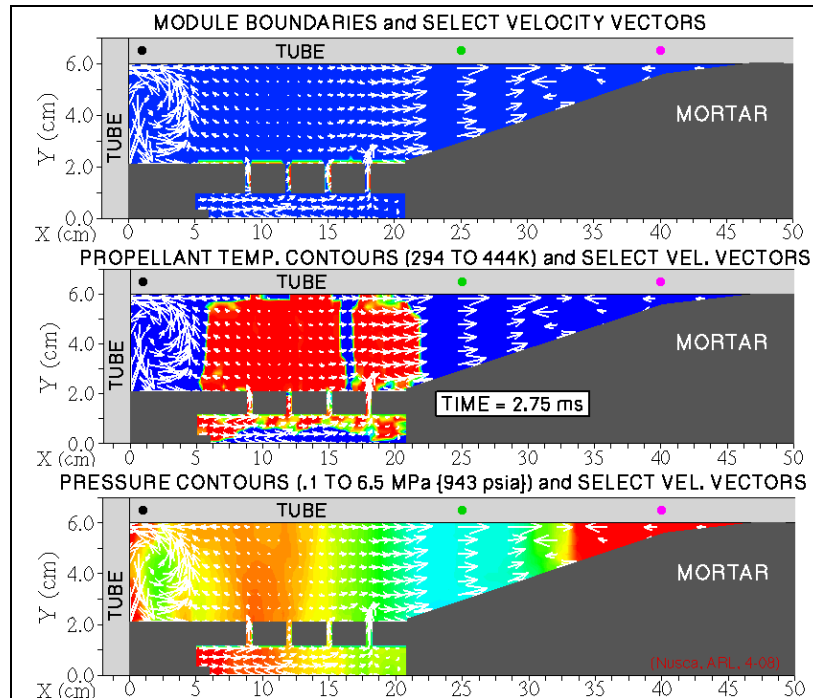 MODULE BOUNDARIES and SELECT VELOCITY VECTORS
TUBE
6.0
4.0
2.0
0.0
Y (cm)
TUBE
MORTAR
X (cm) 0 5 10 15 20 25 30 35 40 45 50
PROPELLANT TEMP. CONTOURS (294 TO 444K) and SELECT VEL. VECTORS
TUBE
6.0
4.0
2.0
0.0
Y (cm)
TUBE
MORTAR
TIME = 2.75 ms
X (cm) 0 5 10 15 20 25 30 35 40 45 50
PRESSURE CONTOURS (.1 TO 6.5 MPa {943 psia}) and SELECT VEL. VECTORS
TUBE
6.0
4.0
2.0
0.0
Y (cm)
TUBE
MORTAR
(Nusca, ARL, 4-08)
X (cm) 0 5 10 15 20 25 30 35 40 45 50